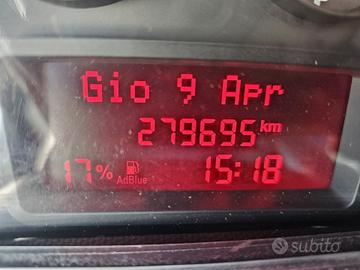 Gio 9 Apr
279695 km
17% AdBlue 15:18
subito